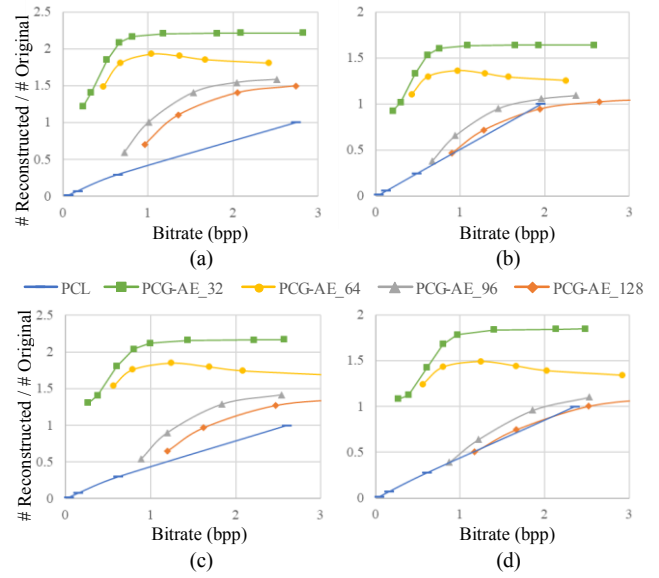 # Reconstructed / # Original
2.5
2
1.5
1
0.5
0
0 1 2 3
Bitrate (bpp)
(a)
2
1.5
1
0.5
0
0 1 2 3
Bitrate (bpp)
(b)
PCL PCG-AE_32 PCG-AE_64 PCG-AE_96 PCG-AE_128
# Reconstructed / # Original
2.5
2
1.5
1
0.5
0
0 1 2 3
Bitrate (bpp)
(c)
2
1.5
1
0.5
0
0 1 2 3
Bitrate (bpp)
(d)